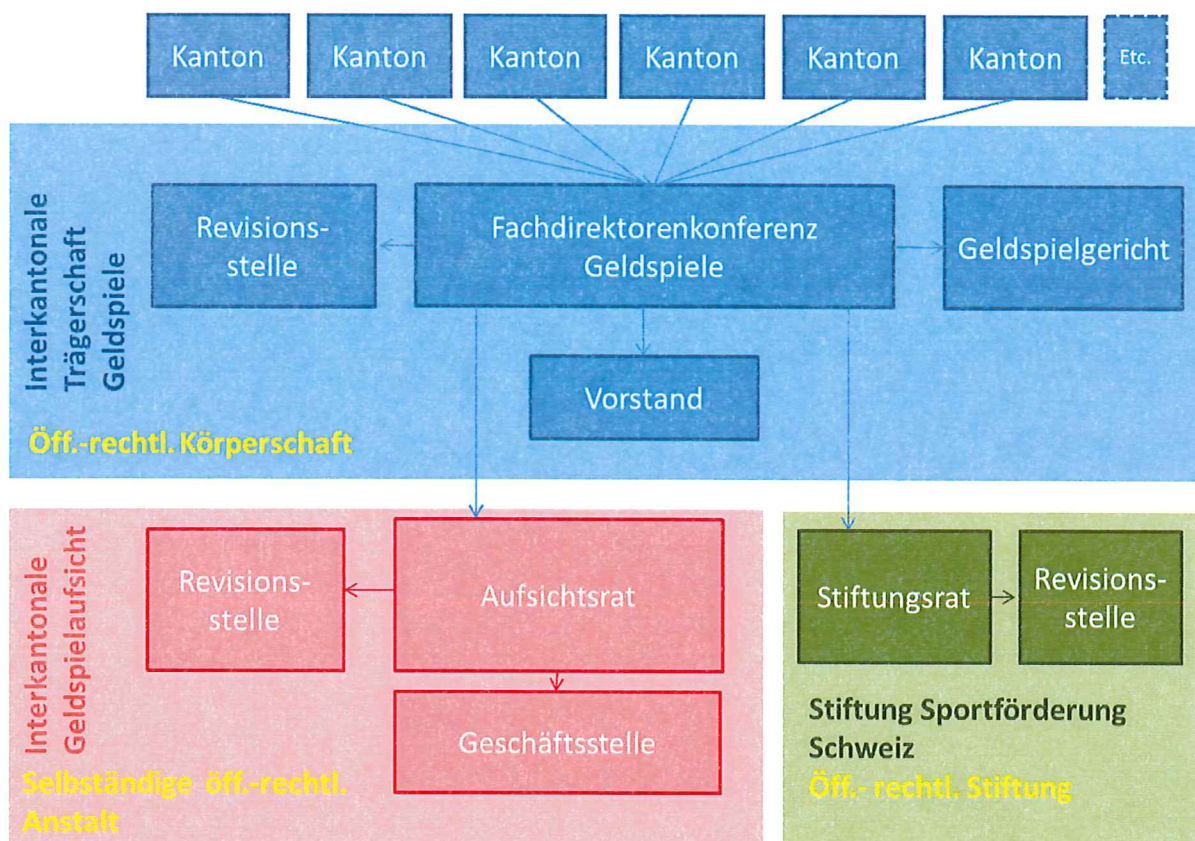 Kanton
Kanton
Kanton
Kanton
Kanton
Kanton
Etc.
Interkantonale
Trägerschaft
Geldspiele
Revisions-
stelle
Fachdirektorenkonferenz
Geldspiele
Geldspielgericht
Vorstand
Öff.-rechtl. Körperschaft
Interkantonale
Geldspielaufsicht
Revisions-
stelle
Aufsichtsrat
Geschäftsstelle
Selbständige öff.-rechtl.
Anstalt
Stiftungsrat
Revisions-
stelle
Stiftung Sportförderung
Schweiz
Öff.- rechtl. Stiftung